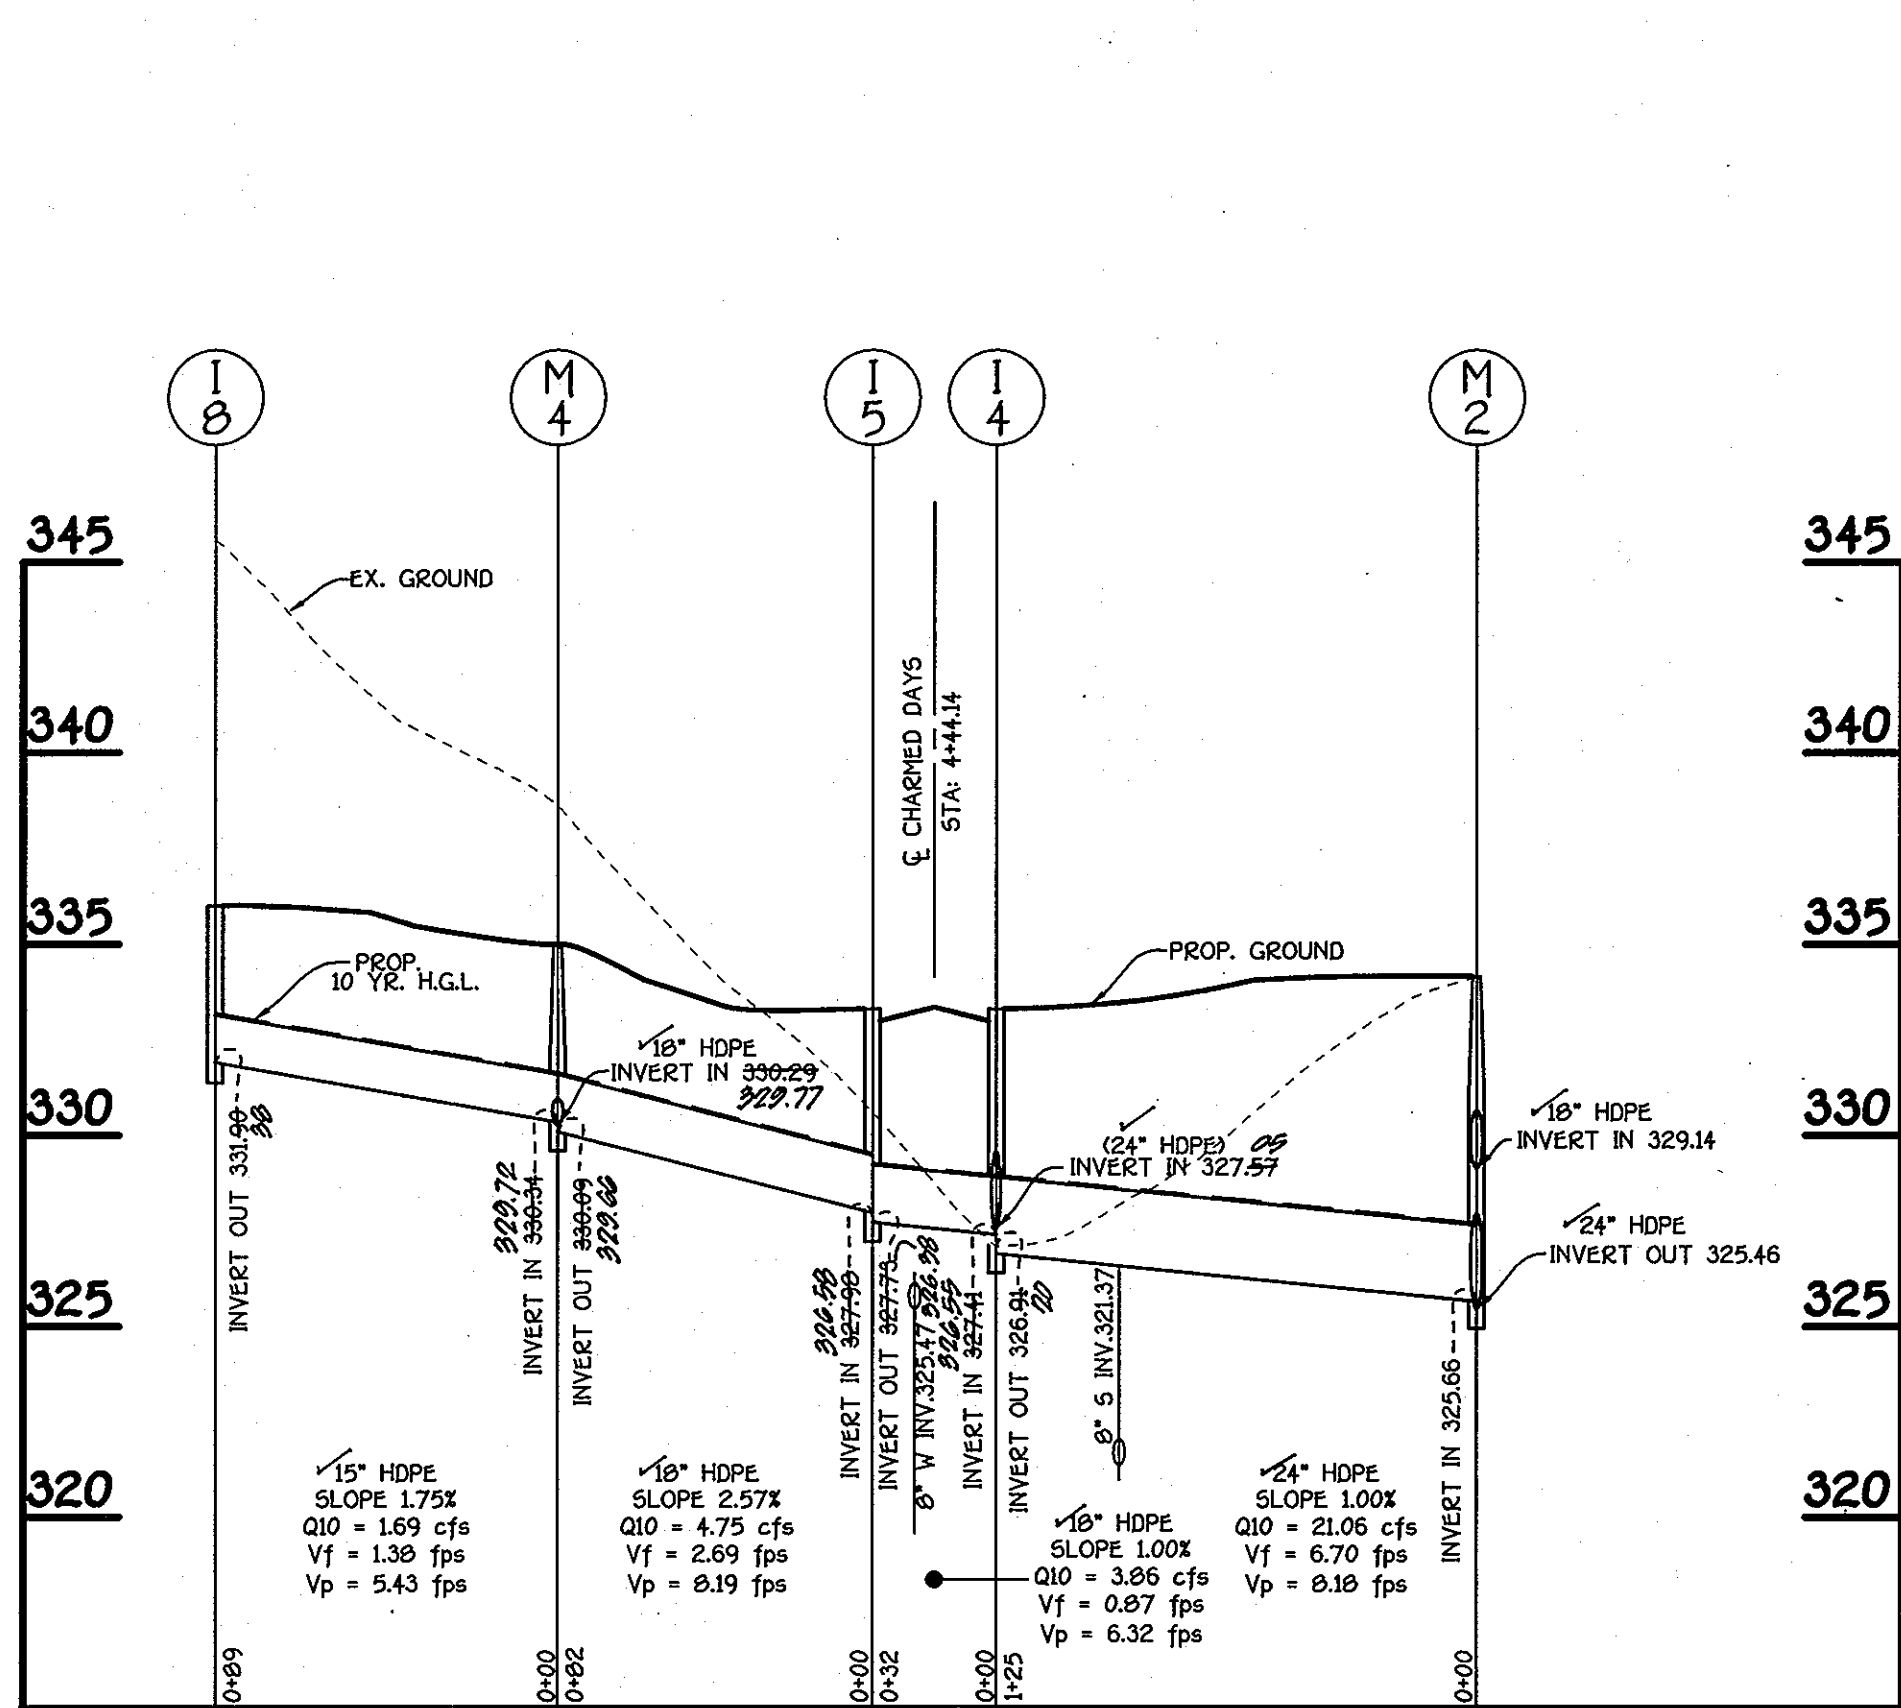 I
8
M
4
I
5
I
4
M
2
345
345
EX. GROUND
340
340
℄ CHARMED DAYS
STA: 4+44.14
335
335
PROP.
10 YR. H.G.L.
PROP. GROUND
18" HDPE
INVERT IN 330.29
329.77
330
330
(24" HDPE)
INVERT IN 327.57
05
18" HDPE
INVERT IN 329.14
24" HDPE
INVERT OUT 325.46
INVERT OUT 331.90
38
329.72
INVERT IN 330.34
INVERT OUT 330.09
329.66
326.58
INVERT IN 327.98
INVERT OUT 327.73
326.38
8" W INV.325.47
326.55
INVERT IN 327.41
INVERT OUT 326.91
20
8" S INV.321.37
INVERT IN 325.66
325
325
320
320
15" HDPE
SLOPE 1.75%
Q10 = 1.69 cfs
Vf = 1.38 fps
Vp = 5.43 fps
18" HDPE
SLOPE 2.57%
Q10 = 4.75 cfs
Vf = 2.69 fps
Vp = 8.19 fps
18" HDPE
SLOPE 1.00%
Q10 = 3.86 cfs
Vf = 0.87 fps
Vp = 6.32 fps
24" HDPE
SLOPE 1.00%
Q10 = 21.06 cfs
Vf = 6.70 fps
Vp = 8.18 fps
0+89
0+00
0+82
0+00
0+32
0+00
1+25
0+00